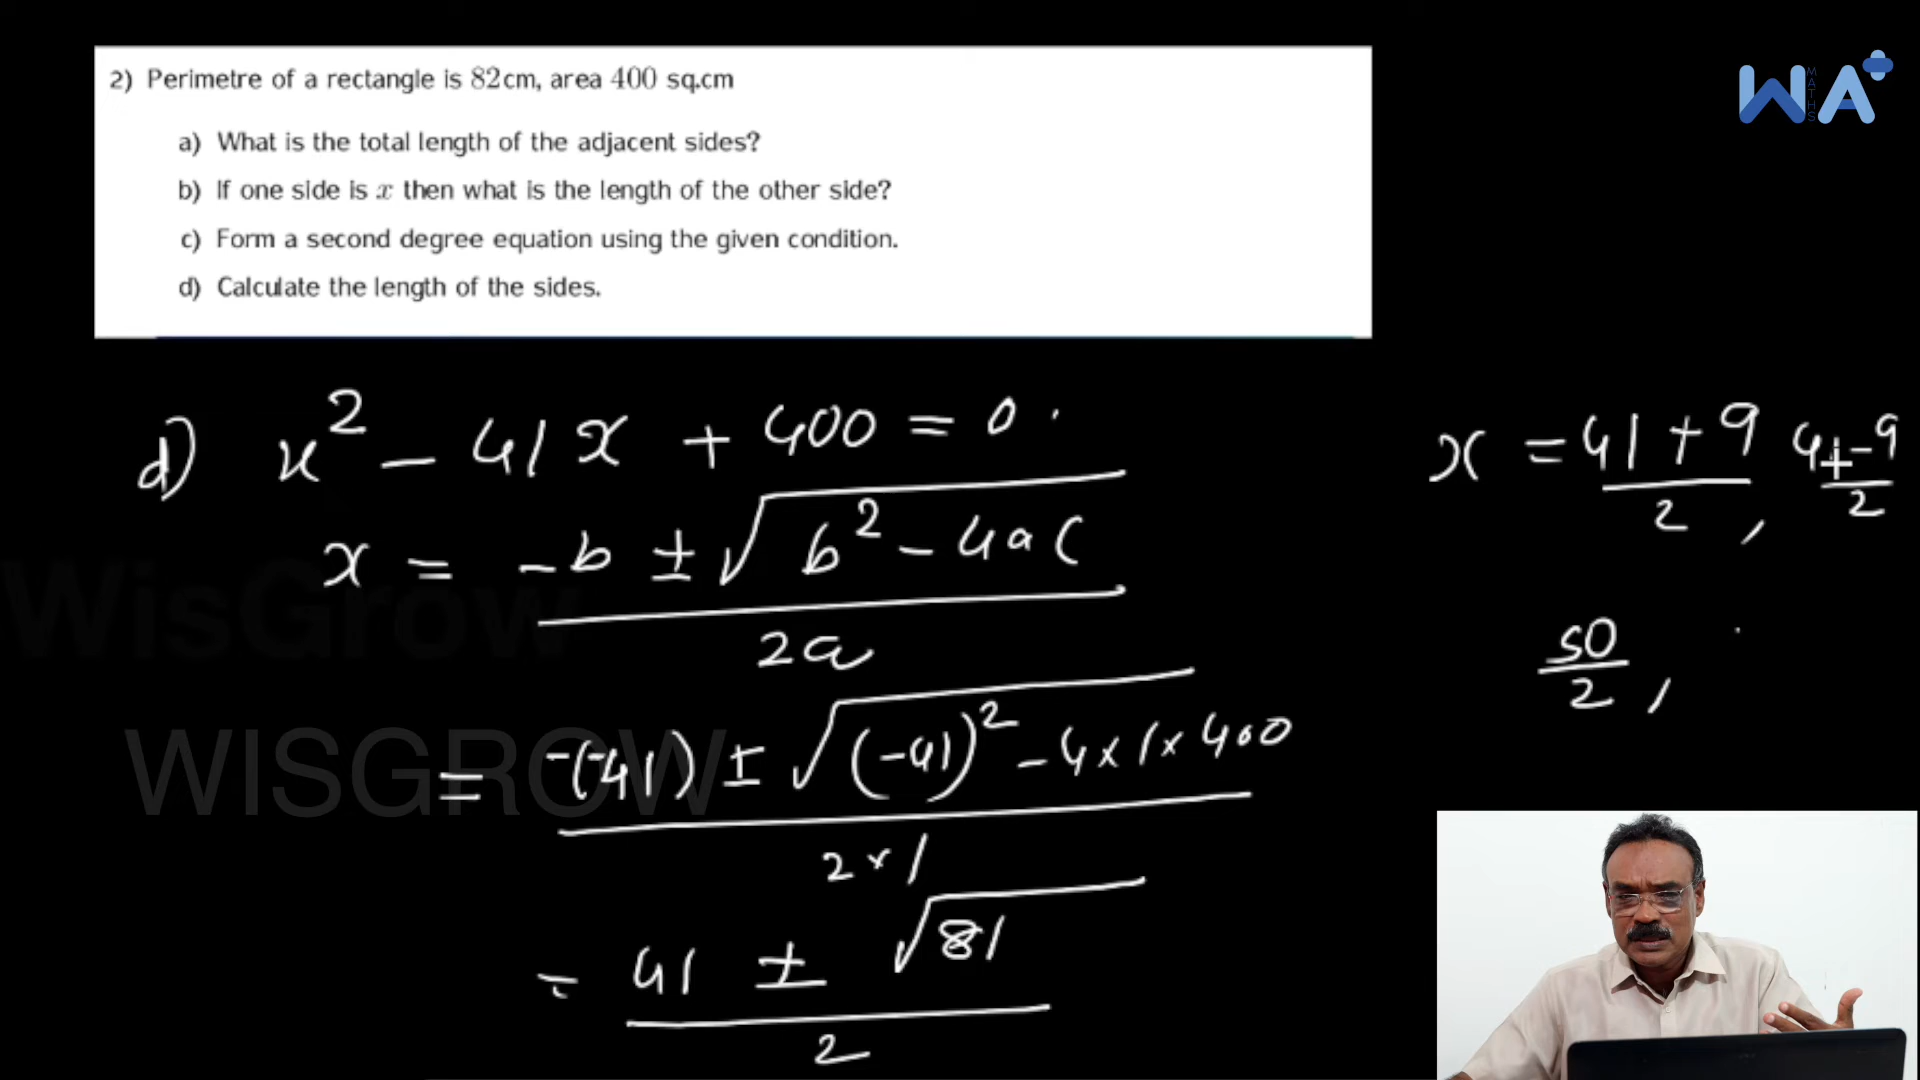 2) Perimetre of a rectangle is 82cm, area 400 sq.cm
a) What is the total length of the adjacent sides?
b) If one side is x then what is the length of the other side?
c) Form a second degree equation using the given condition.
d) Calculate the length of the sides.
WA+
MATHS
d) x² - 41x + 400 = 0.
x = (-b ± √(b² - 4ac)) / 2a
= (-(-41) ± √((-41)² - 4 × 1 × 400)) / (2 × 1)
= (41 ± √81) / 2
x = (41 + 9) / 2 , (41 - 9) / 2
50 / 2 ,
WisGrow
WISGROW